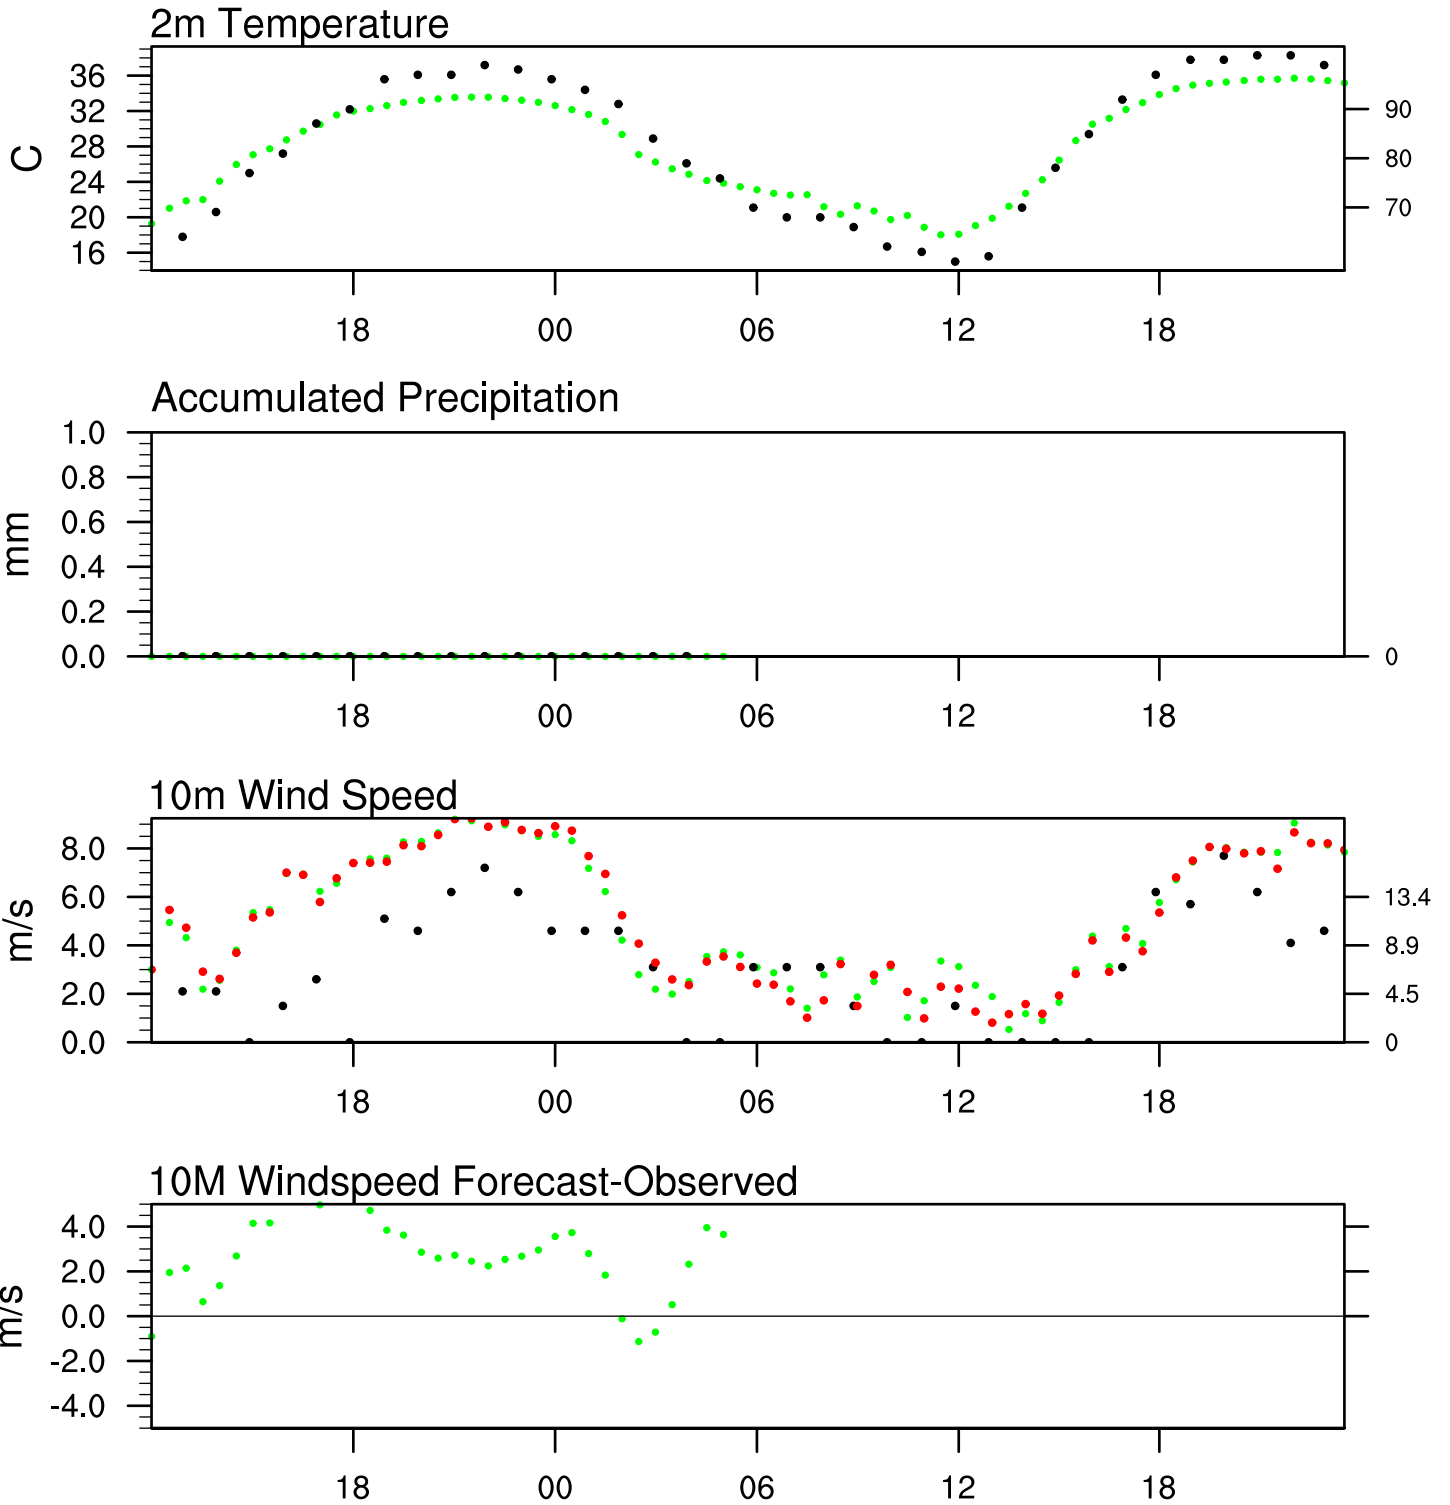 2m Temperature
C
36
32
28
24
20
16
90
80
70
18 00 06 12 18
Accumulated Precipitation
mm
1.0
0.8
0.6
0.4
0.2
0.0
0
18 00 06 12 18
10m Wind Speed
m/s
8.0
6.0
4.0
2.0
0.0
13.4
8.9
4.5
0
18 00 06 12 18
10M Windspeed Forecast-Observed
m/s
4.0
2.0
0.0
-2.0
-4.0
18 00 06 12 18